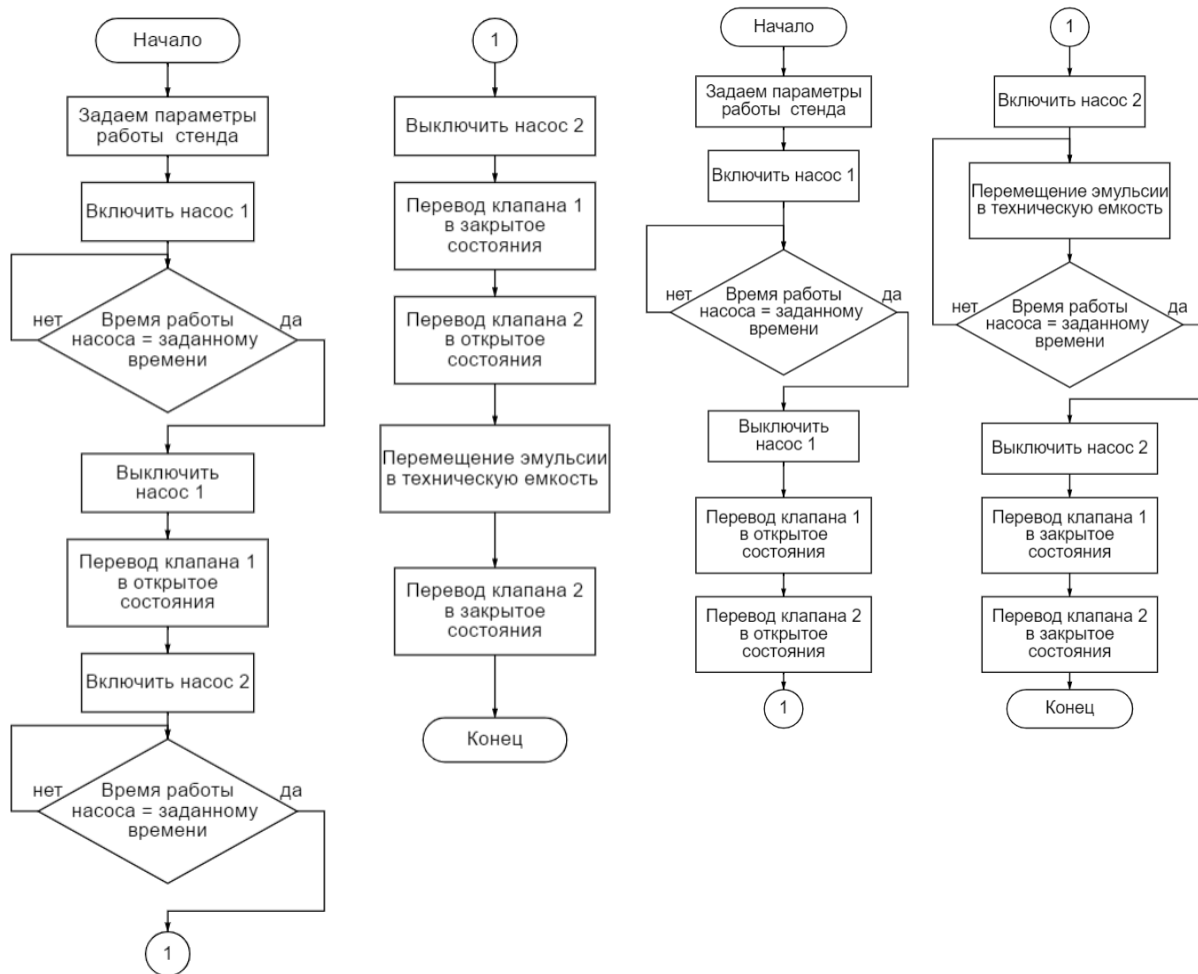 Начало
Задаем параметры
работы стенда
Включить насос 1
нет
Время работы
насоса = заданному
времени
да
Выключить
насос 1
Перевод клапана 1
в открытое
состояния
Включить насос 2
нет
Время работы
насоса = заданному
времени
да
1
1
Выключить насос 2
Перевод клапана 1
в закрытое
состояния
Перевод клапана 2
в открытое
состояния
Перемещение эмульсии
в техническую емкость
Перевод клапана 2
в закрытое
состояния
Конец
Начало
Задаем параметры
работы стенда
Включить насос 1
нет
Время работы
насоса = заданному
времени
да
Выключить
насос 1
Перевод клапана 1
в открытое
состояния
Перевод клапана 2
в открытое
состояния
1
1
Включить насос 2
Перемещение эмульсии
в техническую емкость
нет
Время работы
насоса = заданному
времени
да
Выключить насос 2
Перевод клапана 1
в закрытое
состояния
Перевод клапана 2
в закрытое
состояния
Конец